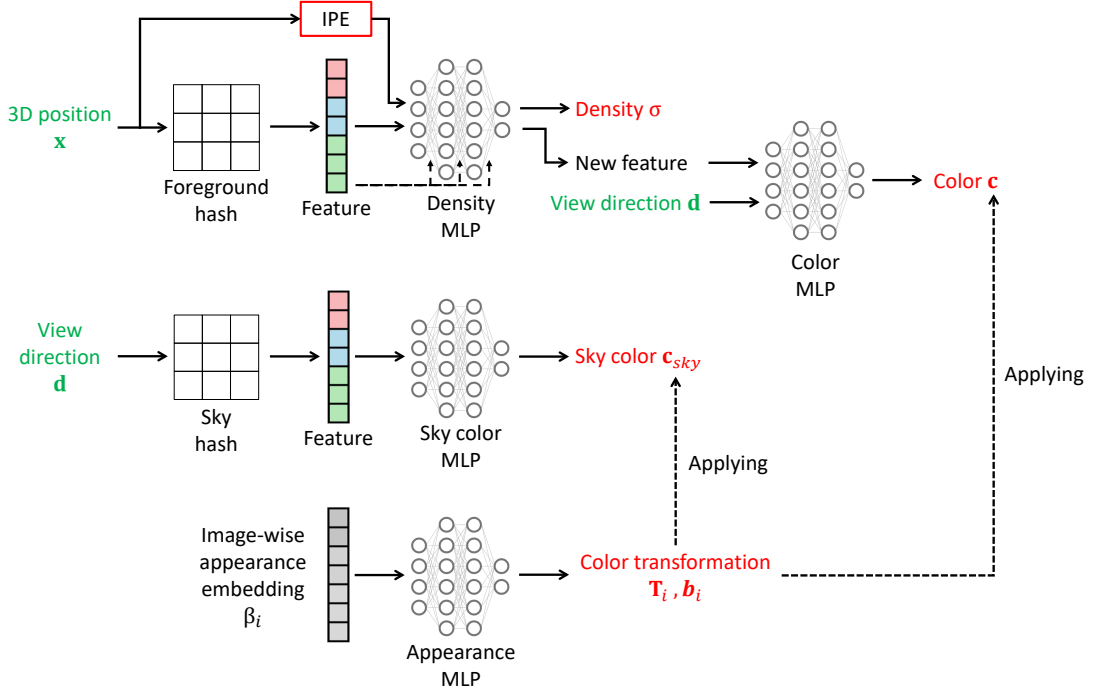 IPE
3D position
x
Foreground
hash
Feature
Density
MLP
Density σ
New feature
View direction d
Color
MLP
Color c
View
direction
d
Sky
hash
Feature
Sky color
MLP
Sky color c_sky
Applying
Applying
Image-wise
appearance
embedding
β_i
Appearance
MLP
Color transformation
T_i , b_i